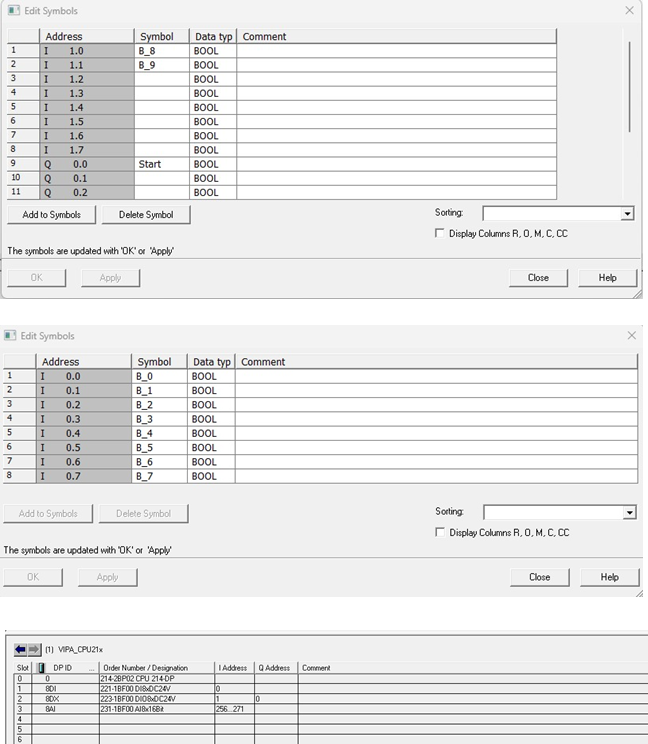 Edit Symbols
Address Symbol Data typ Comment
1 I 1.0 B_8 BOOL
2 I 1.1 B_9 BOOL
3 I 1.2 BOOL
4 I 1.3 BOOL
5 I 1.4 BOOL
6 I 1.5 BOOL
7 I 1.6 BOOL
8 I 1.7 BOOL
9 Q 0.0 Start BOOL
10 Q 0.1 BOOL
11 Q 0.2 BOOL
Add to Symbols Delete Symbol Sorting:
Display Columns R, O, M, C, CC
The symbols are updated with 'OK' or 'Apply'
OK Apply Close Help
Edit Symbols
Address Symbol Data typ Comment
1 I 0.0 B_0 BOOL
2 I 0.1 B_1 BOOL
3 I 0.2 B_2 BOOL
4 I 0.3 B_3 BOOL
5 I 0.4 B_4 BOOL
6 I 0.5 B_5 BOOL
7 I 0.6 B_6 BOOL
8 I 0.7 B_7 BOOL
Add to Symbols Delete Symbol Sorting:
Display Columns R, O, M, C, CC
The symbols are updated with 'OK' or 'Apply'
OK Apply Close Help
(1) VIPA_CPU21x
Slot DP ID ... Order Number / Designation I Address Q Address Comment
0 0 214-2BP02 CPU 214-DP
1 8DI 221-1BF00 DI8xDC24V 0
2 8DX 223-1BF00 DIO8xDC24V 1 0
3 8AI 231-1BF00 AI8x16Bit 256...271
4
5
6